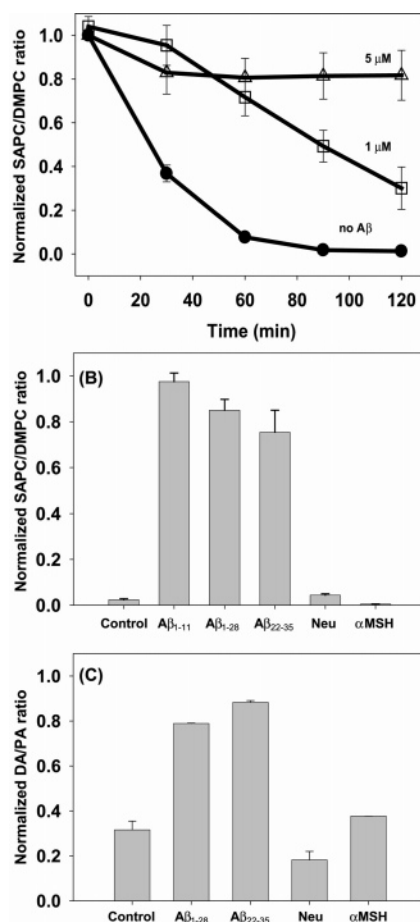 Normalized SAPC/DMPC ratio
1.0
0.8
0.6
0.4
0.2
0.0
5 μM
1 μM
no Aβ
0 20 40 60 80 100 120
Time (min)
(B)
Normalized SAPC/DMPC ratio
1.0
0.8
0.6
0.4
0.2
0.0
Control Aβ1-11 Aβ1-28 Aβ22-35 Neu αMSH
(C)
Normalized DA/PA ratio
1.0
0.8
0.6
0.4
0.2
0.0
Control Aβ1-28 Aβ22-35 Neu αMSH